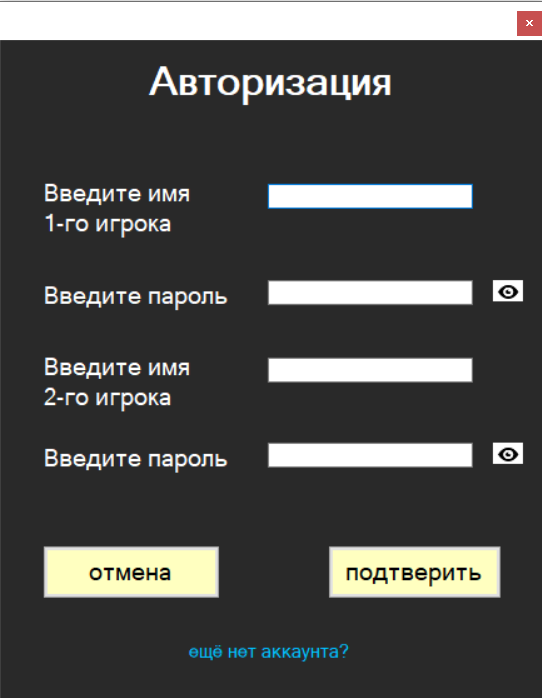 Авторизация
Введите имя
1-го игрока
Введите пароль
Введите имя
2-го игрока
Введите пароль
отмена
подтверить
ещё нет аккаунта?